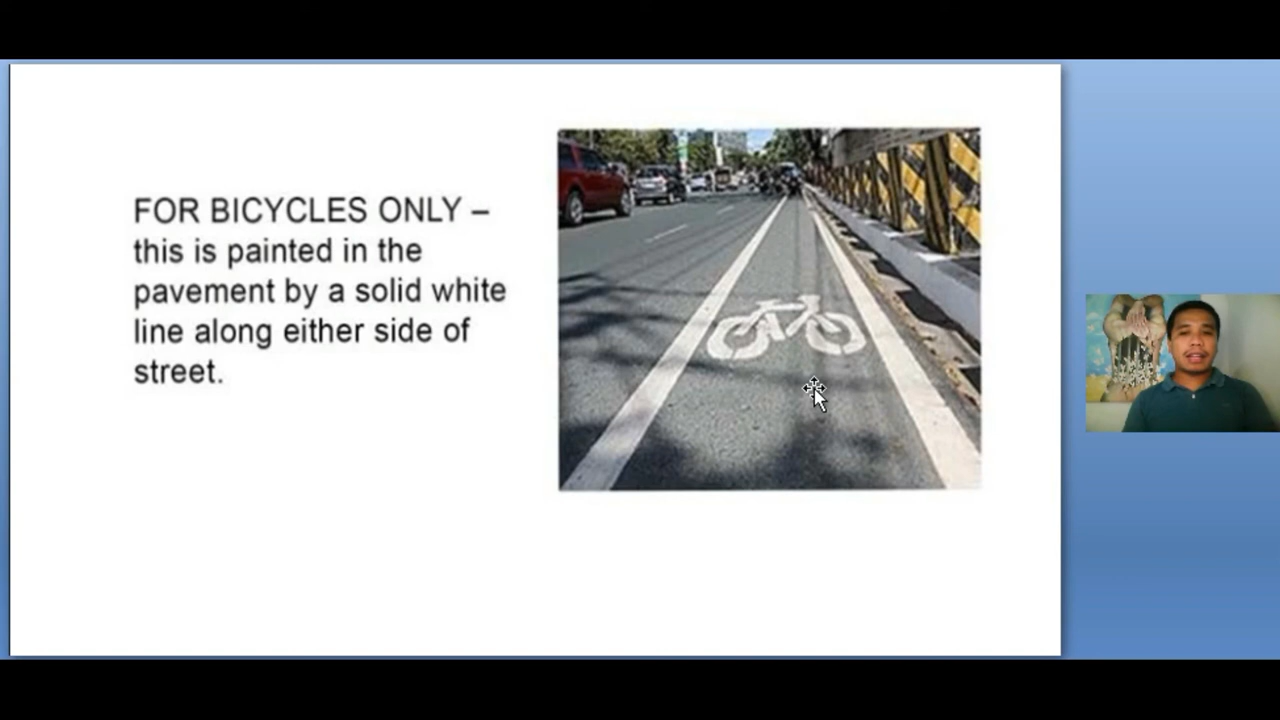 FOR BICYCLES ONLY –
this is painted in the
pavement by a solid white
line along either side of
street.